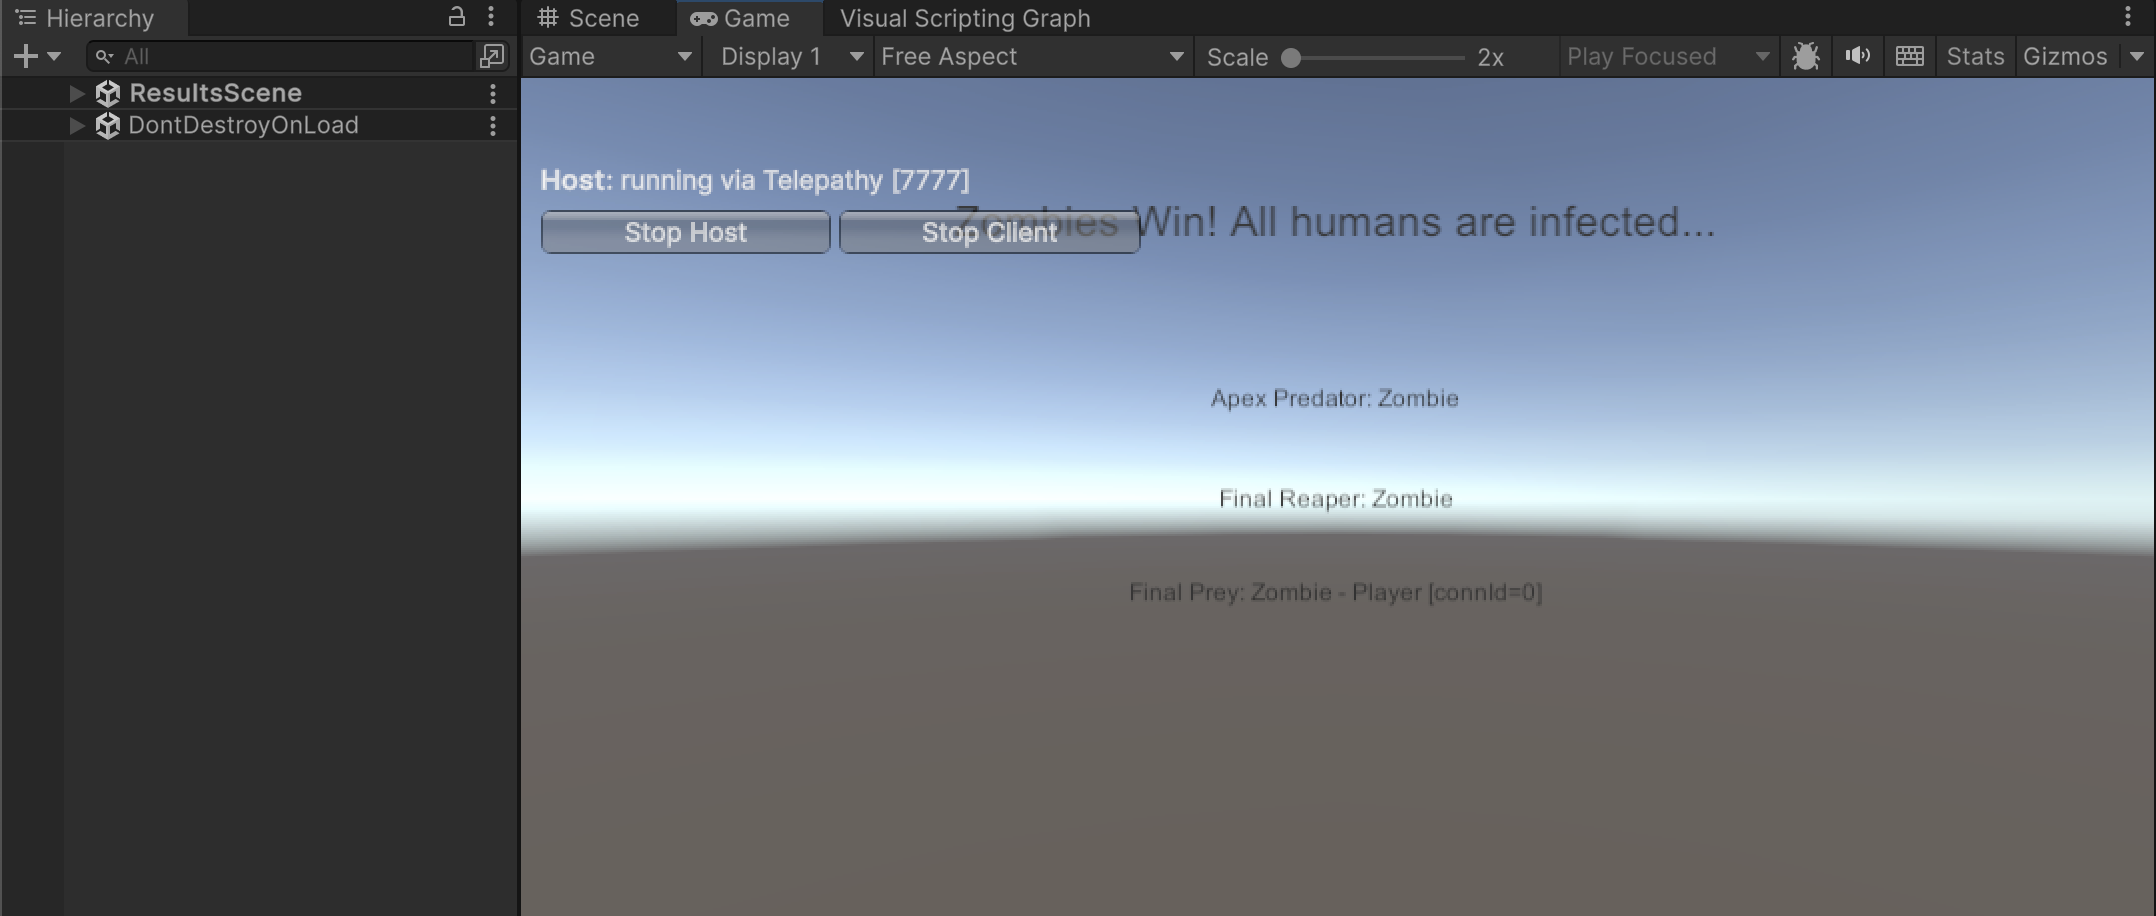 Hierarchy
All
ResultsScene
DontDestroyOnLoad
Scene
Game
Visual Scripting Graph
Game
Display 1
Free Aspect
Scale
2x
Play Focused
Stats
Gizmos
Host: running via Telepathy [7777]
Stop Host
Stop Client
Zombies Win! All humans are infected...
Apex Predator: Zombie
Final Reaper: Zombie
Final Prey: Zombie - Player [connId=0]